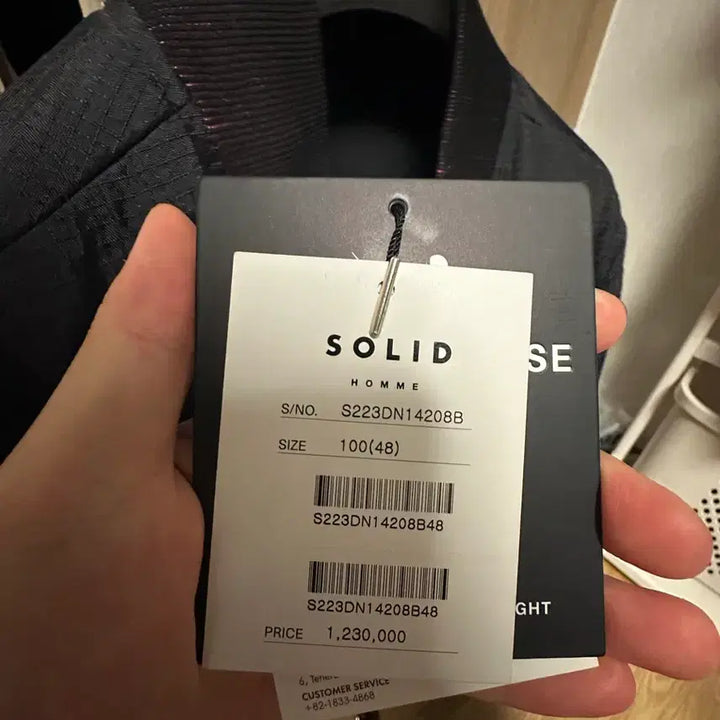 SOLID
HOMME
SE
S/NO. S223DN14208B
SIZE 100(48)
S223DN14208B48
S223DN14208B48
GHT
PRICE 1,230,000
CUSTOMER SERVICE
+82-1833-4868